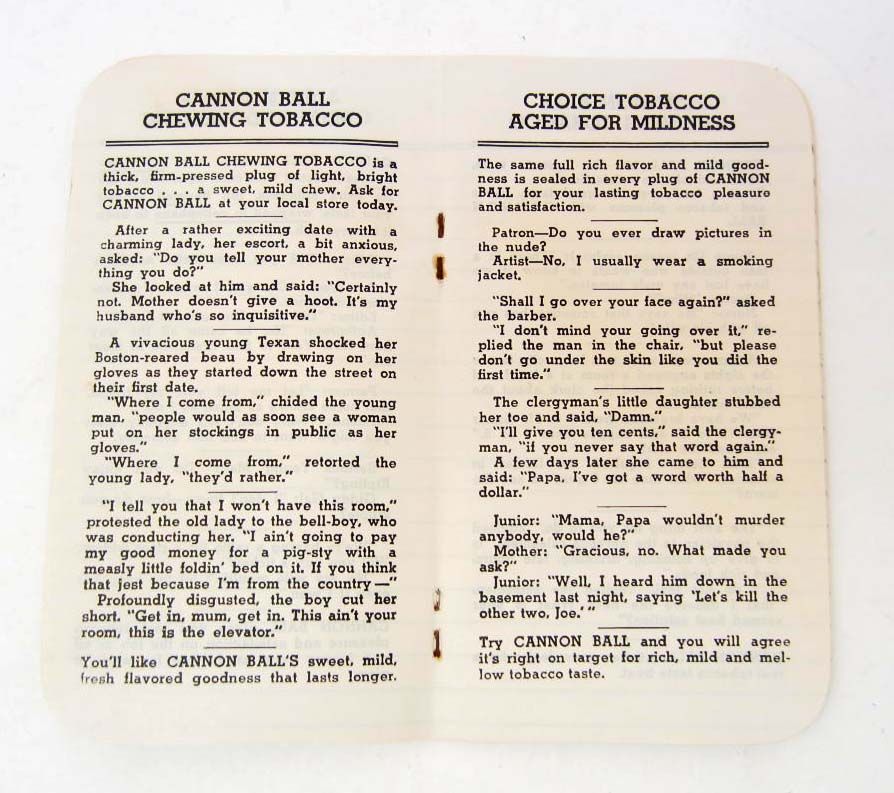 CANNON BALL
CHEWING TOBACCO
CANNON BALL CHEWING TOBACCO is a
thick, firm-pressed plug of light, bright
tobacco . . . a sweet, mild chew. Ask for
CANNON BALL at your local store today.
After a rather exciting date with a
charming lady, her escort, a bit anxious,
asked: "Do you tell your mother every-
thing you do?"
She looked at him and said: "Certainly
not. Mother doesn't give a hoot. It's my
husband who's so inquisitive."
A vivacious young Texan shocked her
Boston-reared beau by drawing on her
gloves as they started down the street on
their first date.
"Where I come from," chided the young
man, "people would as soon see a woman
put on her stockings in public as her
gloves."
"Where I come from," retorted the
young lady, "they'd rather."
"I tell you that I won't have this room,"
protested the old lady to the bell-boy, who
was conducting her. "I ain't going to pay
my good money for a pig-sty with a
measly little foldin' bed on it. If you think
that jest because I'm from the country—"
Profoundly disgusted, the boy cut her
short. "Get in, mum, get in. This ain't your
room, this is the elevator."
You'll like CANNON BALL'S sweet, mild,
fresh flavored goodness that lasts longer.
CHOICE TOBACCO
AGED FOR MILDNESS
The same full rich flavor and mild good-
ness is sealed in every plug of CANNON
BALL for your lasting tobacco pleasure
and satisfaction.
Patron—Do you ever draw pictures in
the nude?
Artist—No, I usually wear a smoking
jacket.
"Shall I go over your face again?" asked
the barber.
"I don't mind your going over it," re-
plied the man in the chair, "but please
don't go under the skin like you did the
first time."
The clergyman's little daughter stubbed
her toe and said, "Damn."
"I'll give you ten cents," said the clergy-
man, "if you never say that word again."
A few days later she came to him and
said: "Papa, I've got a word worth half a
dollar."
Junior: "Mama, Papa wouldn't murder
anybody, would he?"
Mother: "Gracious, no. What made you
ask?"
Junior: "Well, I heard him down in the
basement last night, saying 'Let's kill the
other two, Joe.'"
Try CANNON BALL and you will agree
it's right on target for rich, mild and mel-
low tobacco taste.